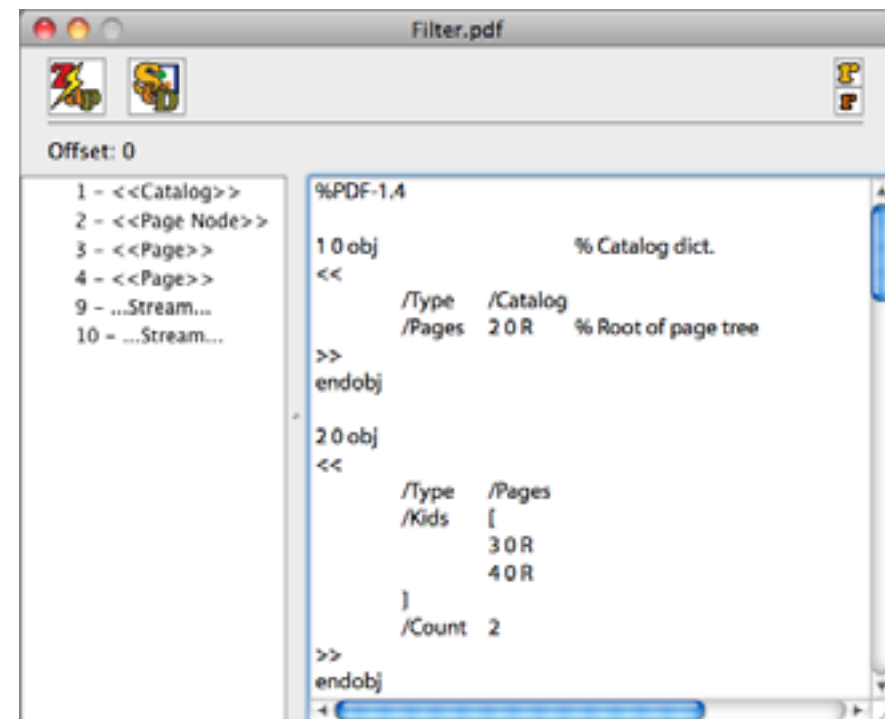 Filter.pdf
Zap
Offset: 0
1 - <<Catalog>>
2 - <<Page Node>>
3 - <<Page>>
4 - <<Page>>
9 - ...Stream...
10 - ...Stream...
%PDF-1.4
1 0 obj % Catalog dict.
<<
/Type /Catalog
/Pages 2 0 R % Root of page tree
>>
endobj
2 0 obj
<<
/Type /Pages
/Kids [
3 0 R
4 0 R
]
/Count 2
>>
endobj